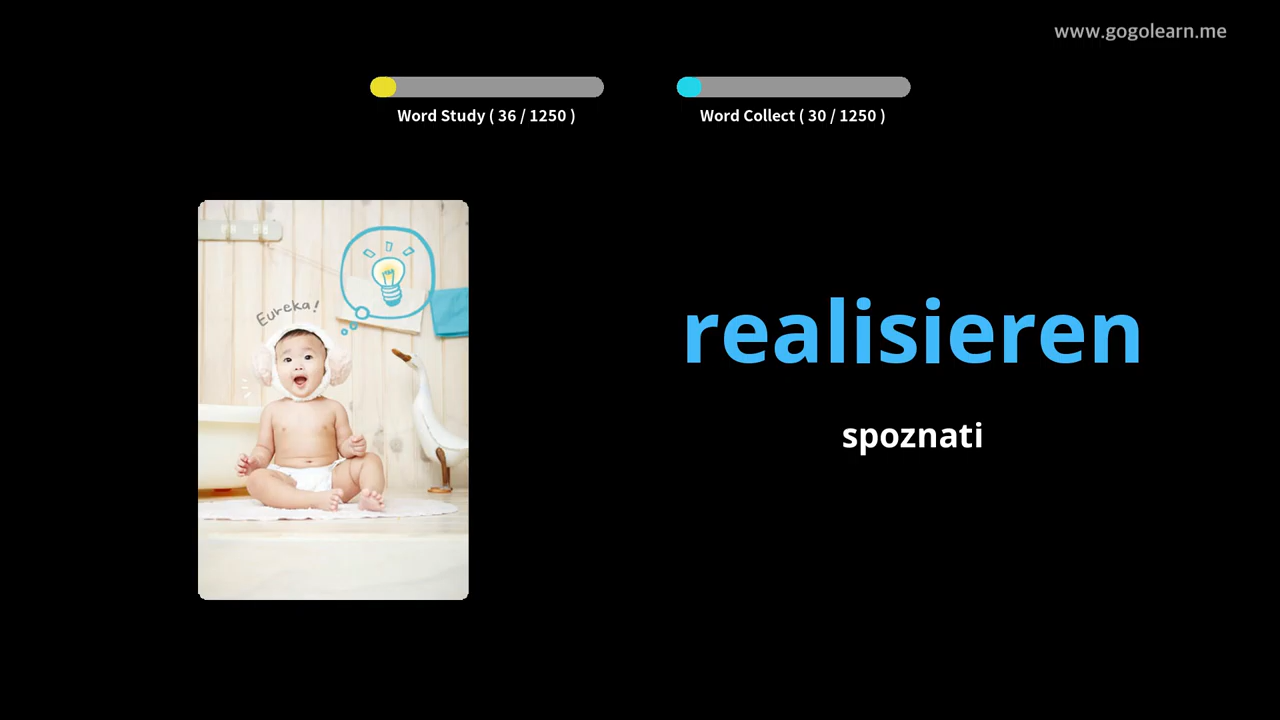 www.gogolearn.me
Word Study ( 36 / 1250 )
Word Collect ( 30 / 1250 )
Eureka!
realisieren
spoznati